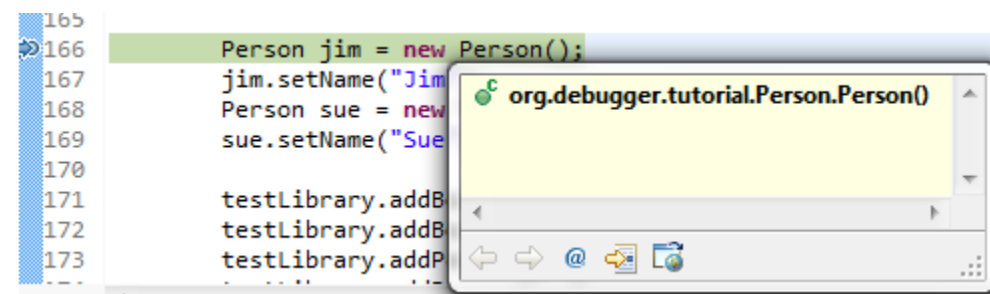 165
166 Person jim = new Person();
167 jim.setName("Jim
168 Person sue = new
169 sue.setName("Sue
170
171 testLibrary.addB
172 testLibrary.addB
173 testLibrary.addP
org.debugger.tutorial.Person.Person()
@